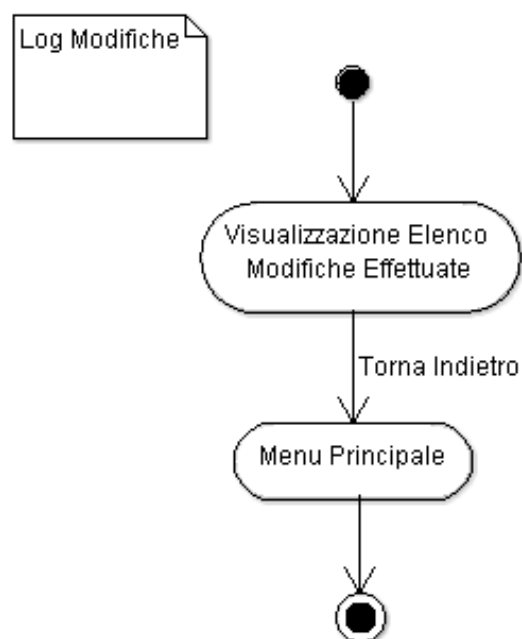 Log Modifiche
Visualizzazione Elenco
Modifiche Effettuate
Torna Indietro
Menu Principale